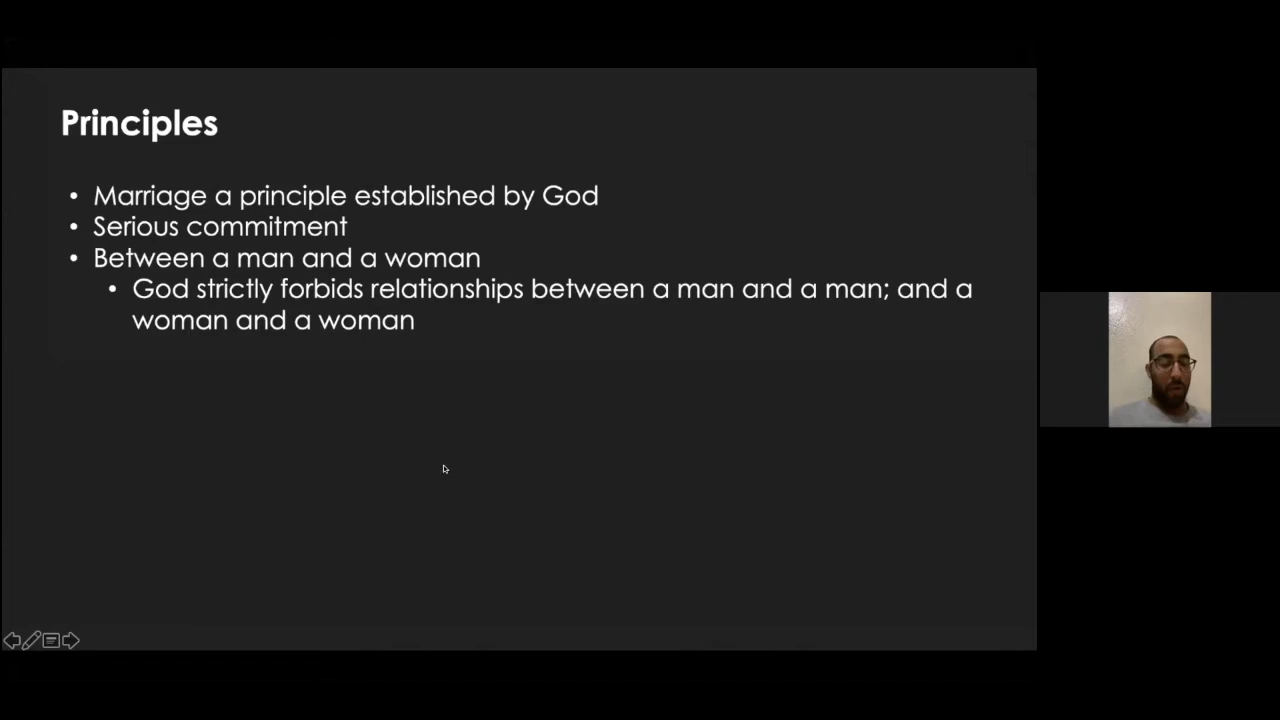 Principles
• Marriage a principle established by God
• Serious commitment
• Between a man and a woman
• God strictly forbids relationships between a man and a man; and a
woman and a woman